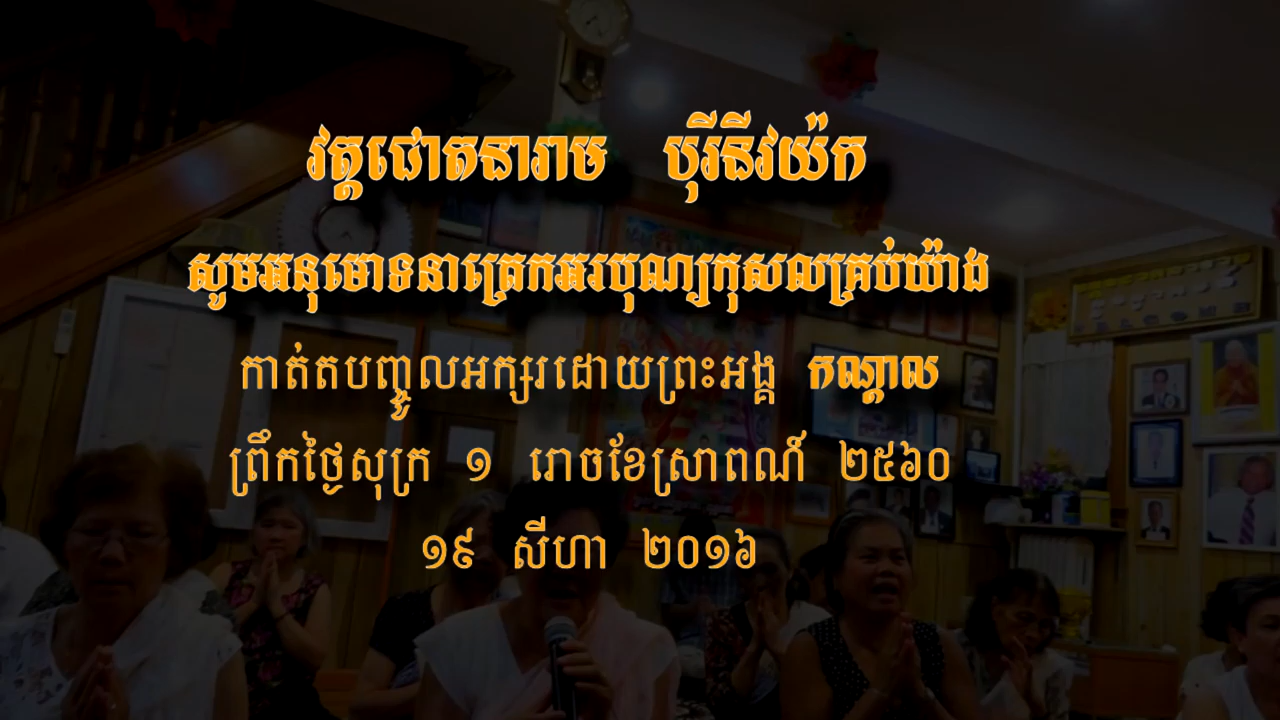 វត្តជោតនារាម បុរីនីវយ៉ក
សូមអនុមោទនាត្រេកអរបុណ្យកុសលគ្រប់យ៉ាង
កាត់តបញ្ចូលអក្សរដោយព្រះអង្គ កណ្តាល
ព្រឹកថ្ងៃសុក្រ ១ រោចខែស្រាពណ៍ ២៥៦០
១៩ សីហា ២០១៦